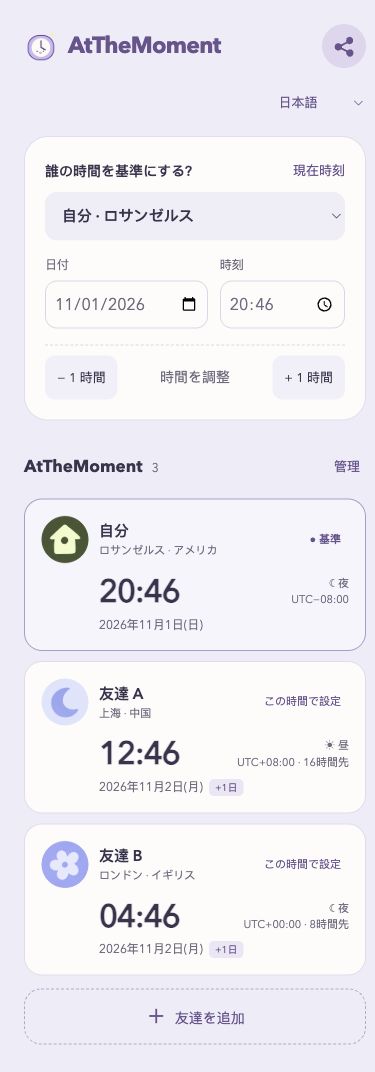 AtTheMoment
日本語
誰の時間を基準にする?
現在時刻
自分 · ロサンゼルス
日付
時刻
11/01/2026
20:46
− 1 時間
時間を調整
+ 1 時間
AtTheMoment 3
管理
自分
ロサンゼルス · アメリカ
• 基準
20:46
☾ 夜
UTC−08:00
2026年11月1日(日)
友達 A
上海 · 中国
この時間で設定
12:46
☀ 昼
UTC+08:00 · 16時間先
2026年11月2日(月) +1日
友達 B
ロンドン · イギリス
この時間で設定
04:46
☾ 夜
UTC+00:00 · 8時間先
2026年11月2日(月) +1日
+ 友達を追加